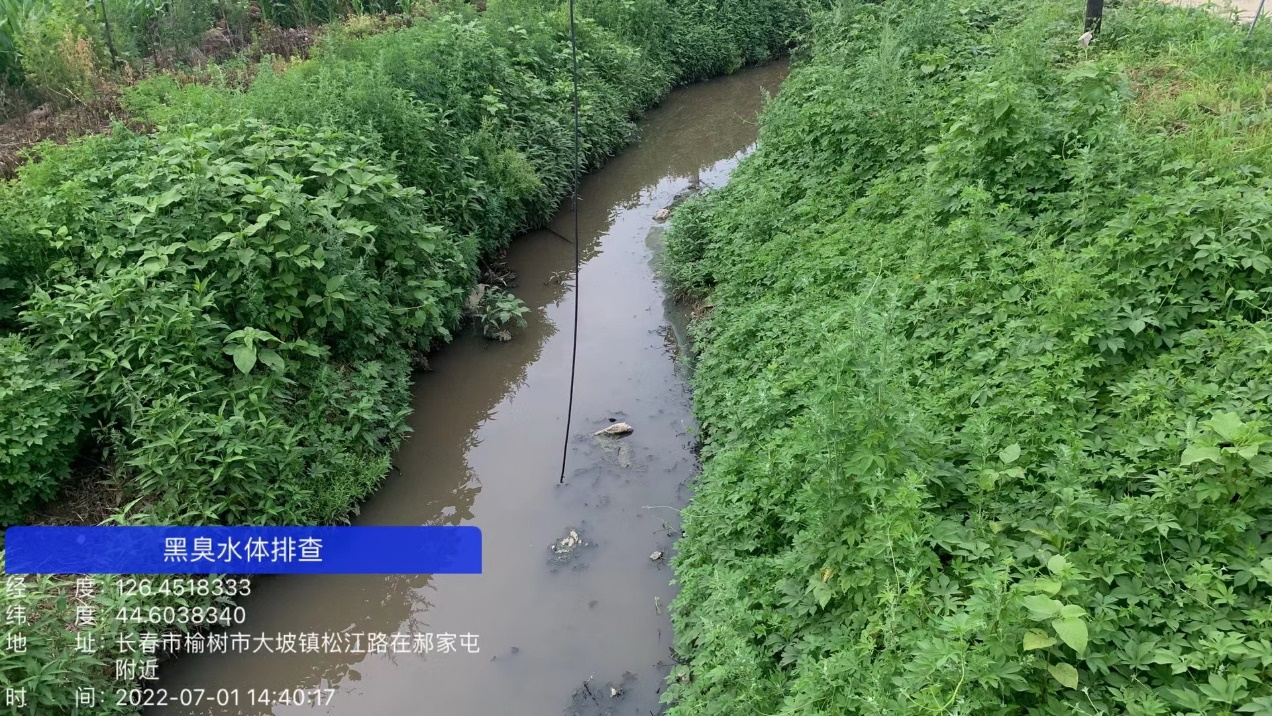 黑臭水体排查
经 度：126.4518333
纬 度：44.6038340
地 址：长春市榆树市大坡镇松江路在郝家屯
附近
时 间：2022-07-01 14:40:17